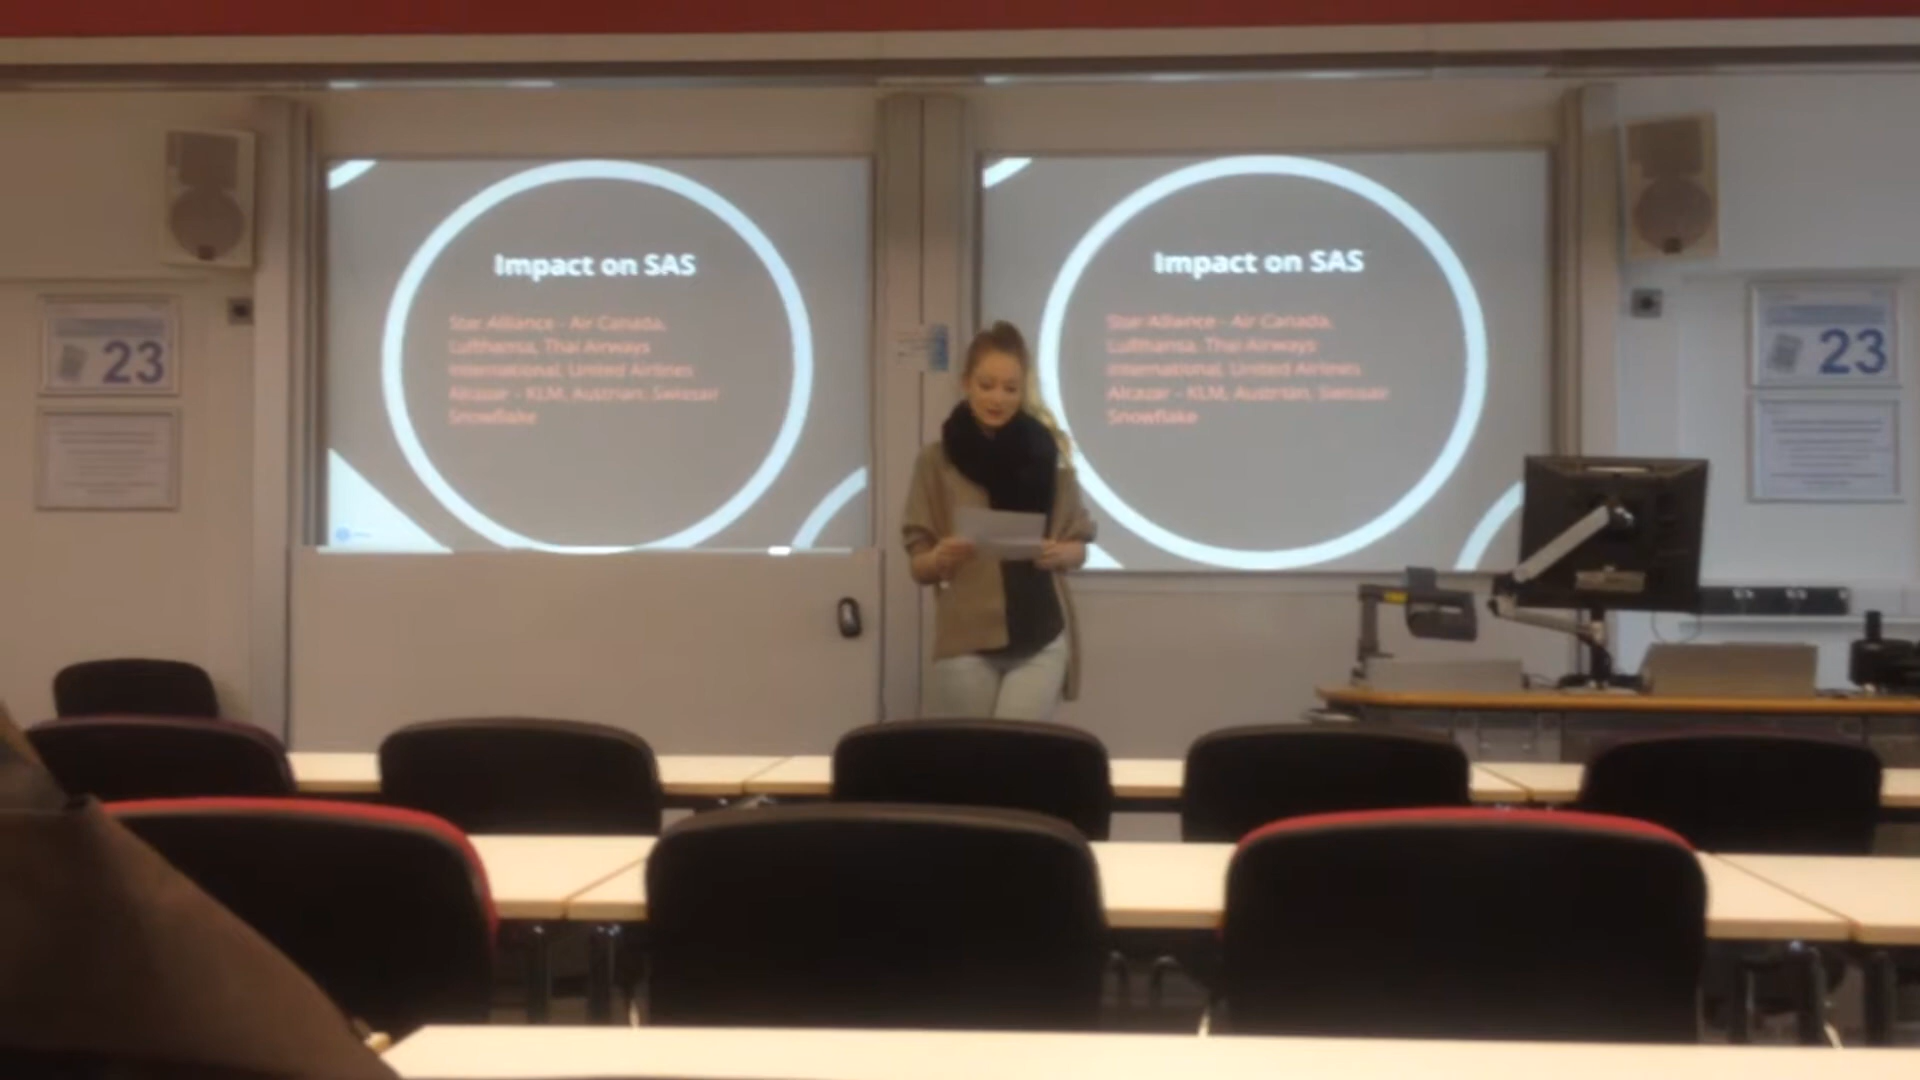 Impact on SAS
Star Alliance - Air Canada,
Lufthansa, Thai Airways
International, United Airlines
Alcazar - KLM, Austrian, Swissair
Snowflake
Impact on SAS
Star Alliance - Air Canada,
Lufthansa, Thai Airways
International, United Airlines
Alcazar - KLM, Austrian, Swissair
Snowflake
23
23